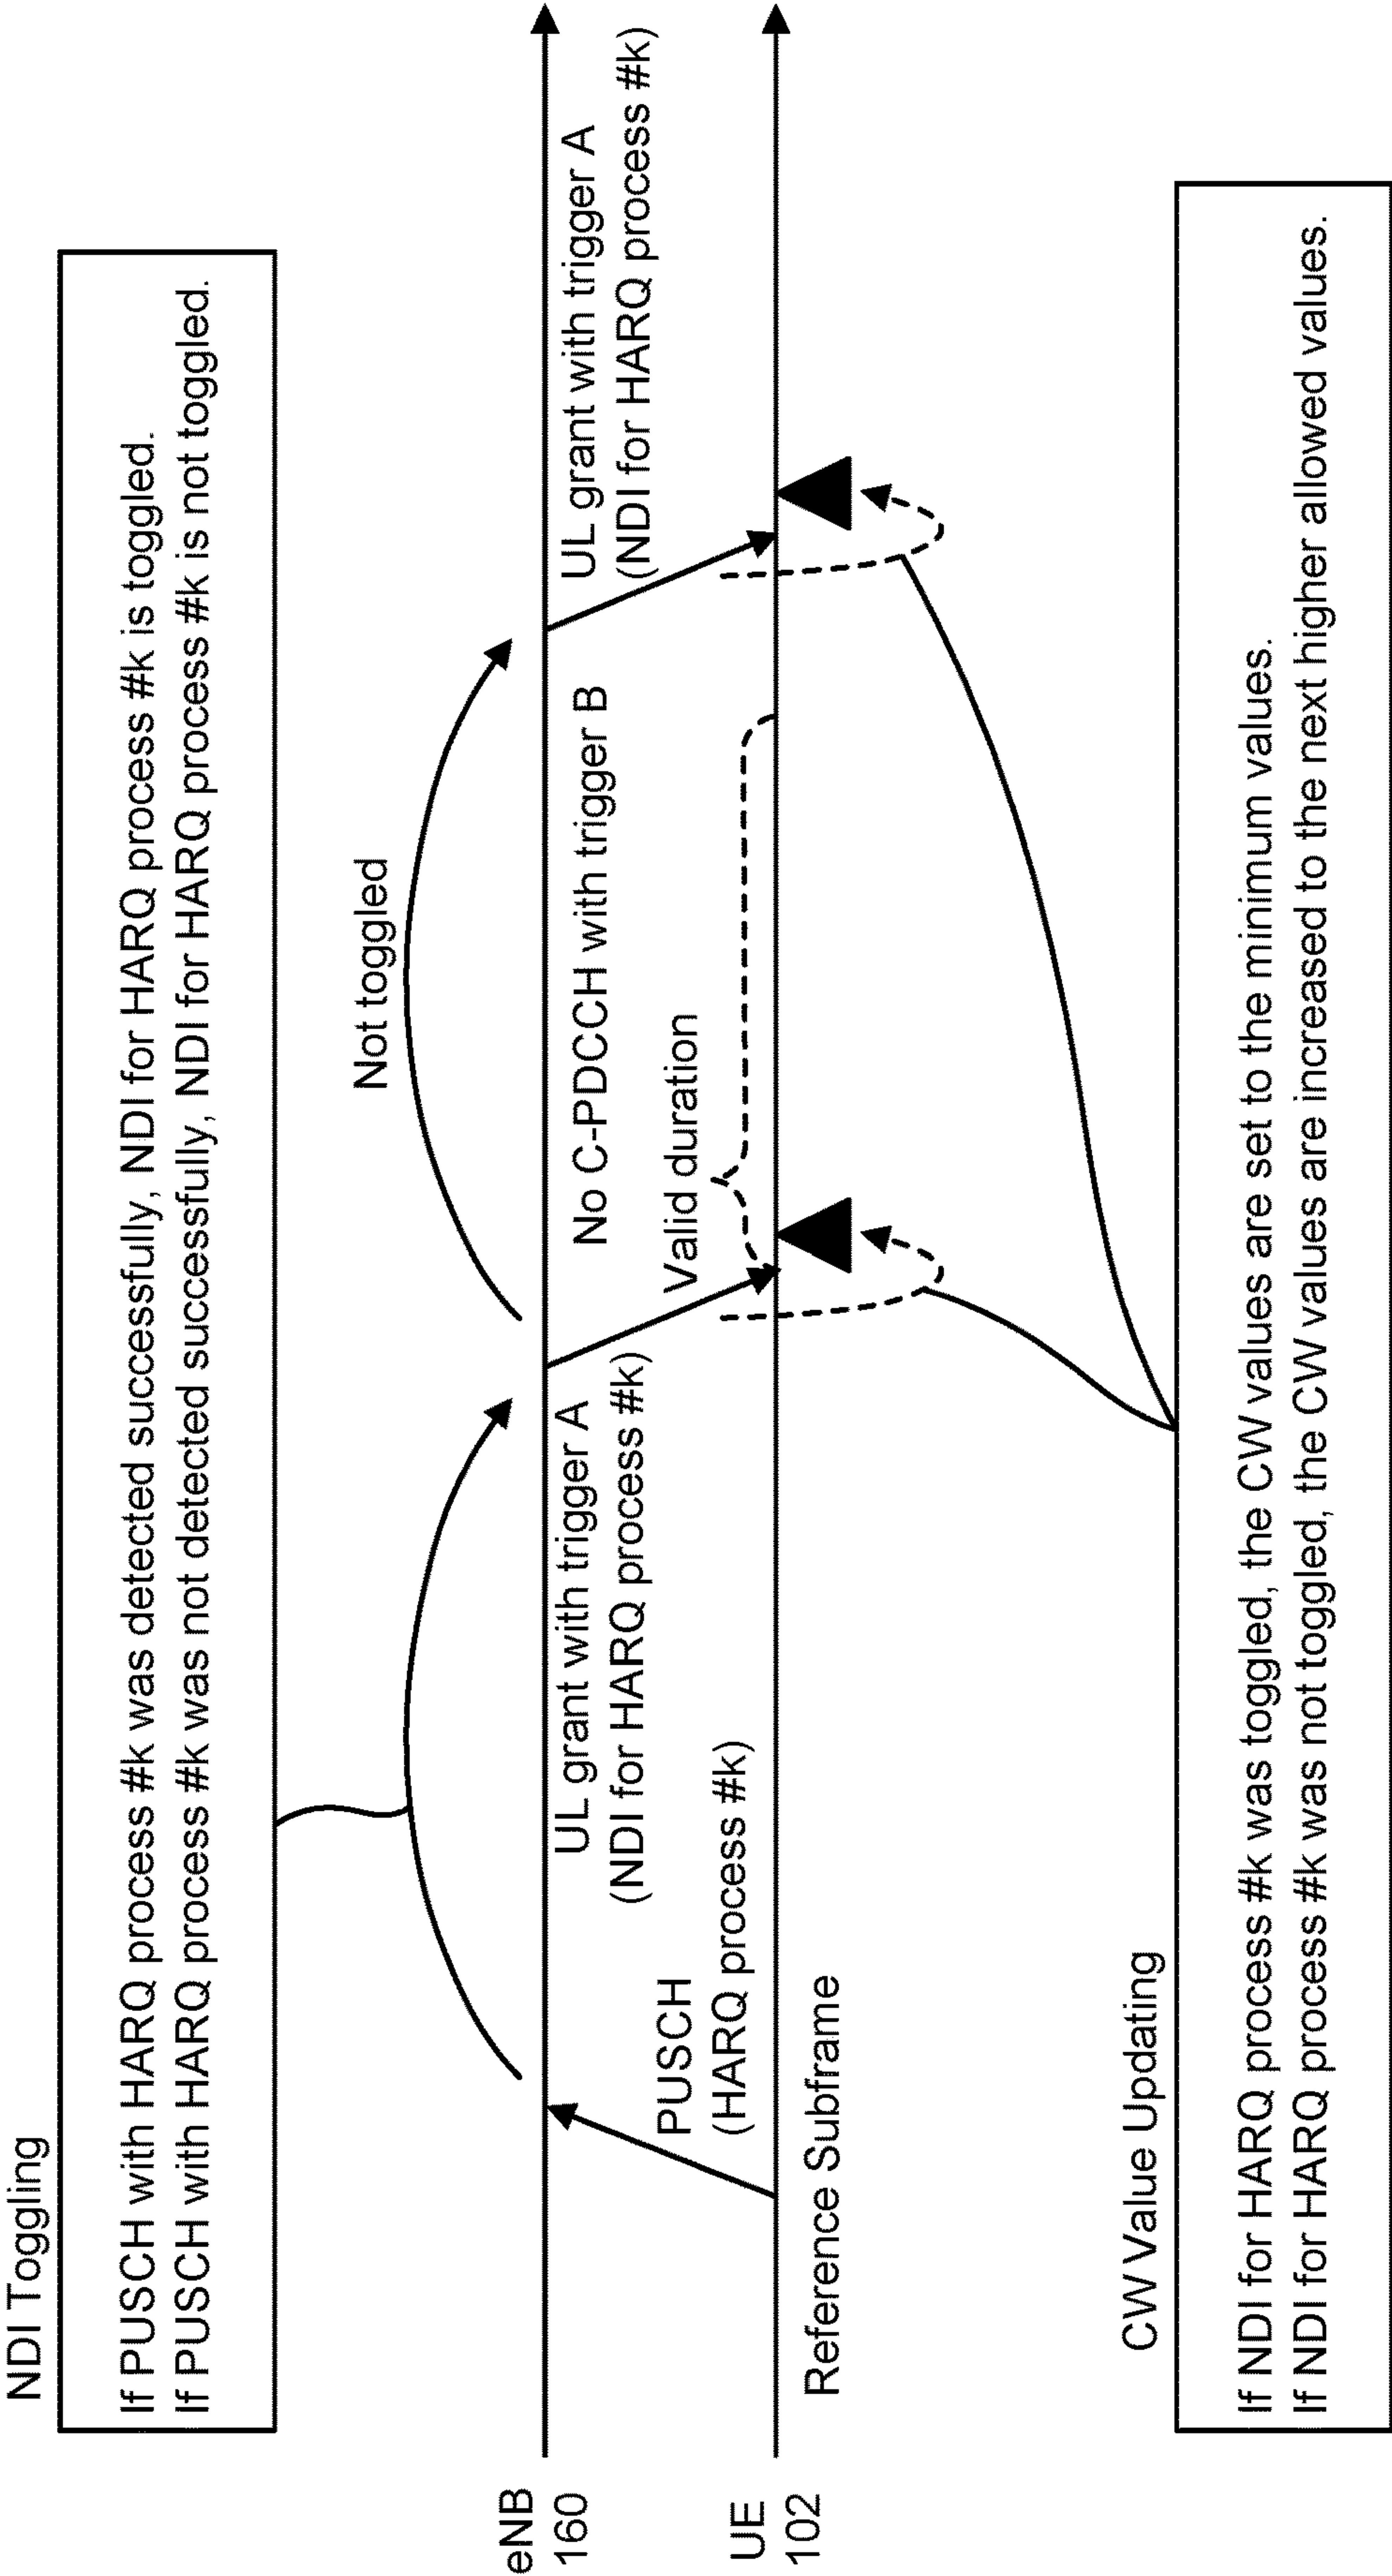 NDI Toggling
If PUSCH with HARQ process #k was detected successfully, NDI for HARQ process #k is toggled.
If PUSCH with HARQ process #k was not detected successfully, NDI for HARQ process #k is not toggled.
Not toggled
eNB
160
UL grant with trigger A
(NDI for HARQ process #k)
No C-PDCCH with trigger B
UL grant with trigger A
(NDI for HARQ process #k)
PUSCH
(HARQ process #k)
Valid duration
UE
102
Reference Subframe
CW Value Updating
If NDI for HARQ process #k was toggled, the CW values are set to the minimum values.
If NDI for HARQ process #k was not toggled, the CW values are increased to the next higher allowed values.